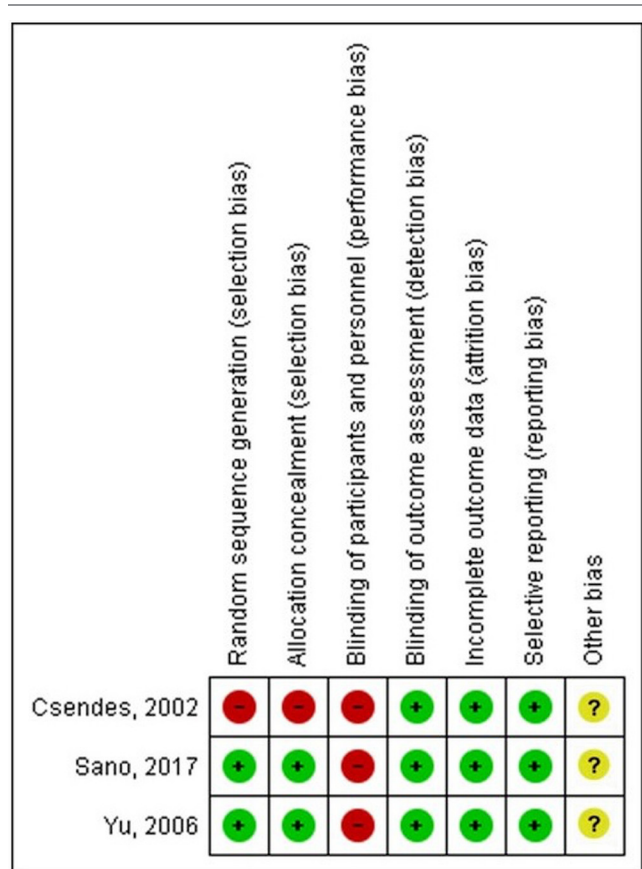 Random sequence generation (selection bias)
Allocation concealment (selection bias)
Blinding of participants and personnel (performance bias)
Blinding of outcome assessment (detection bias)
Incomplete outcome data (attrition bias)
Selective reporting (reporting bias)
Other bias
Csendes, 2002 - - - + + + ?
Sano, 2017 + + - + + + ?
Yu, 2006 + + - + + + ?